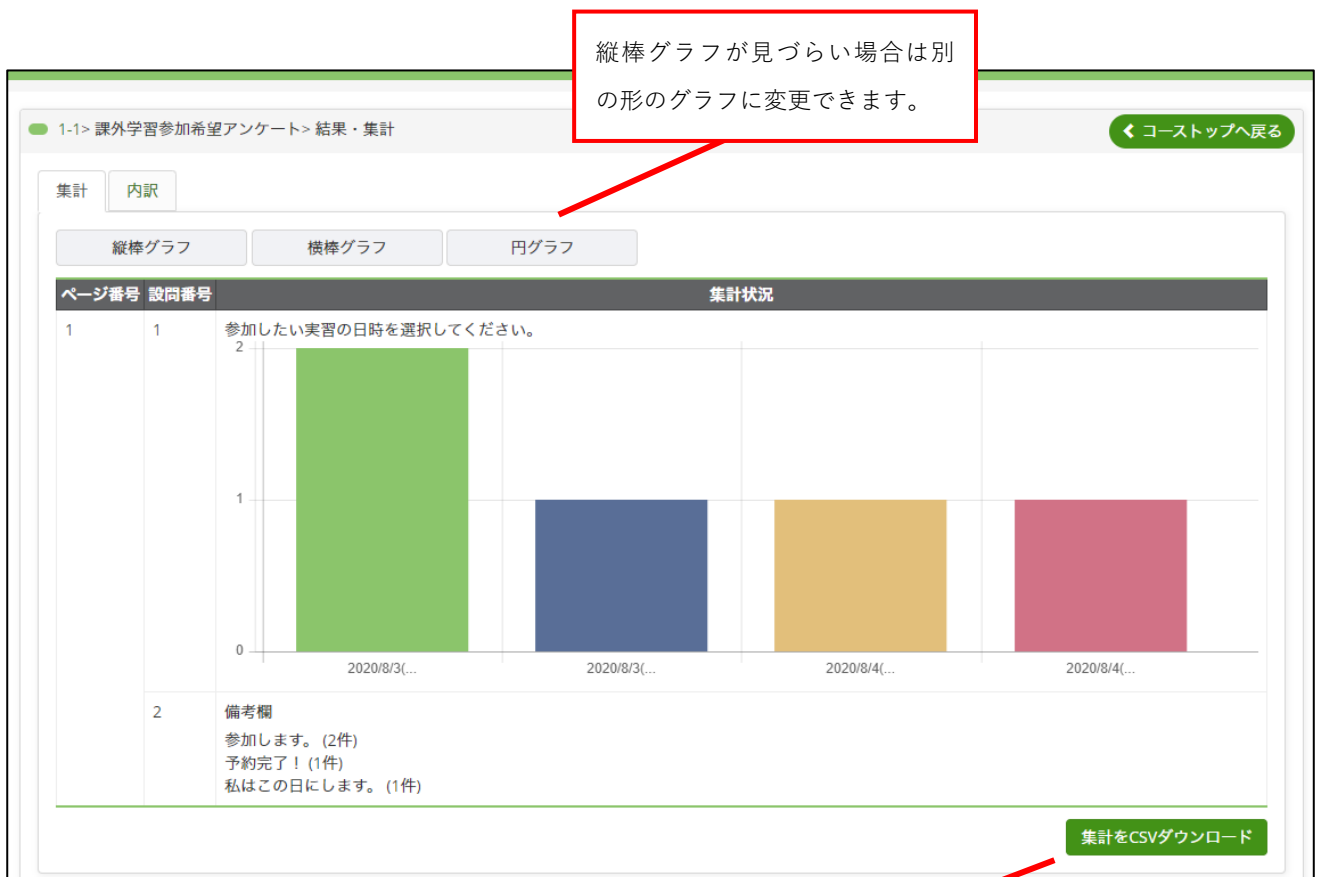 縦棒グラフが見づらい場合は別
の形のグラフに変更できます。
1-1> 課外学習参加希望アンケート> 結果・集計
コーストップへ戻る
集計 内訳
縦棒グラフ 横棒グラフ 円グラフ
ページ番号 設問番号 集計状況
1 1 参加したい実習の日時を選択してください。
2
1
0
2020/8/3(... 2020/8/3(... 2020/8/4(... 2020/8/4(...
2 備考欄
参加します。 (2件)
予約完了！ (1件)
私はこの日にします。 (1件)
集計をCSVダウンロード